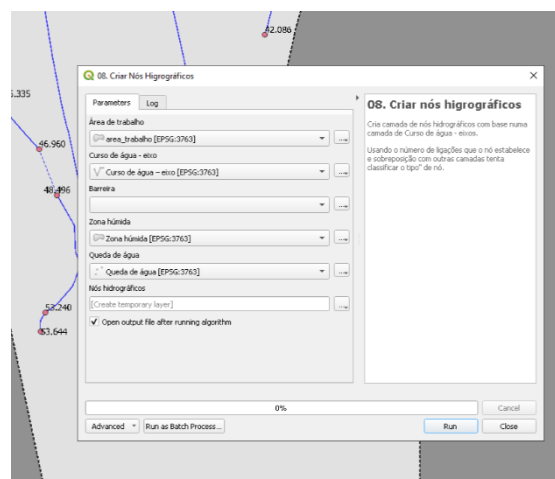 42.086
5.335
46.960
48.496
53.240
53.644
08. Criar Nós Higrográficos
Parameters
Log
Área de trabalho
area_trabalho [EPSG:3763]
Curso de água - eixo
Curso de água – eixo [EPSG:3763]
Barreira
Zona húmida
Zona húmida [EPSG:3763]
Queda de água
Queda de água [EPSG:3763]
Nós hidrográficos
[Create temporary layer]
Open output file after running algorithm
08. Criar nós higrográficos
Cria camada de nós hidrográficos com base numa
camada de Curso de água - eixos.
Usando o número de ligações que o nó estabelece
e sobreposição com outras camadas tenta
classificar o tipo" de nó.
0%
Cancel
Advanced
Run as Batch Process...
Run
Close